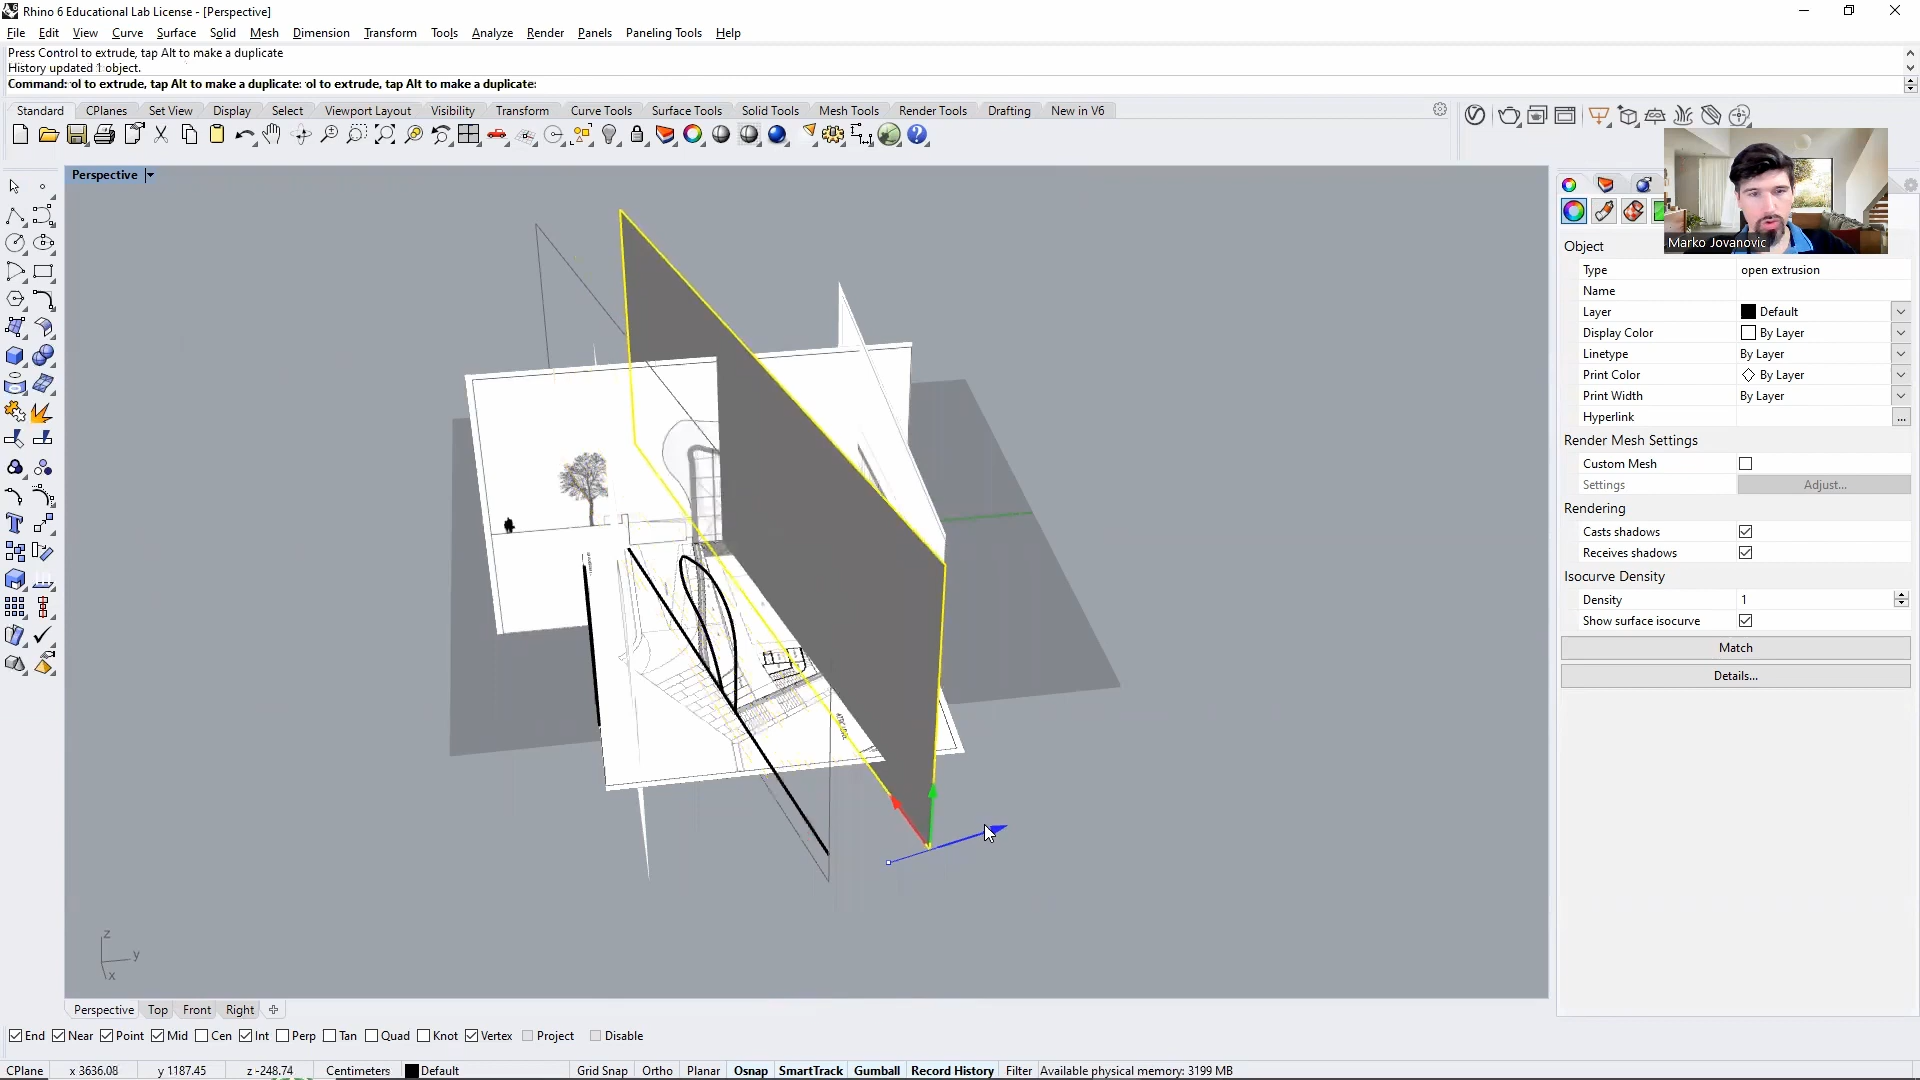 Rhino 6 Educational Lab License - [Perspective]
File Edit View Curve Surface Solid Mesh Dimension Transform Tools Analyze Render Panels Paneling Tools Help
Press Control to extrude, tap Alt to make a duplicate
History updated 1 object.
Command: ol to extrude, tap Alt to make a duplicate: ol to extrude, tap Alt to make a duplicate:
Standard CPlanes Set View Display Select Viewport Layout Visibility Transform Curve Tools Surface Tools Solid Tools Mesh Tools Render Tools Drafting New in V6
Perspective
Marko Jovanovic
Object
Type open extrusion
Name
Layer Default
Display Color By Layer
Linetype By Layer
Print Color By Layer
Print Width By Layer
Hyperlink ...
Render Mesh Settings
Custom Mesh
Settings Adjust...
Rendering
Casts shadows
Receives shadows
Isocurve Density
Density 1
Show surface isocurve
Match
Details...
z
y
x
Perspective Top Front Right
End Near Point Mid Cen Int Perp Tan Quad Knot Vertex Project Disable
CPlane x 3636.08 y 1187.45 z -248.74 Centimeters Default Grid Snap Ortho Planar Osnap SmartTrack Gumball Record History Filter Available physical memory: 3199 MB